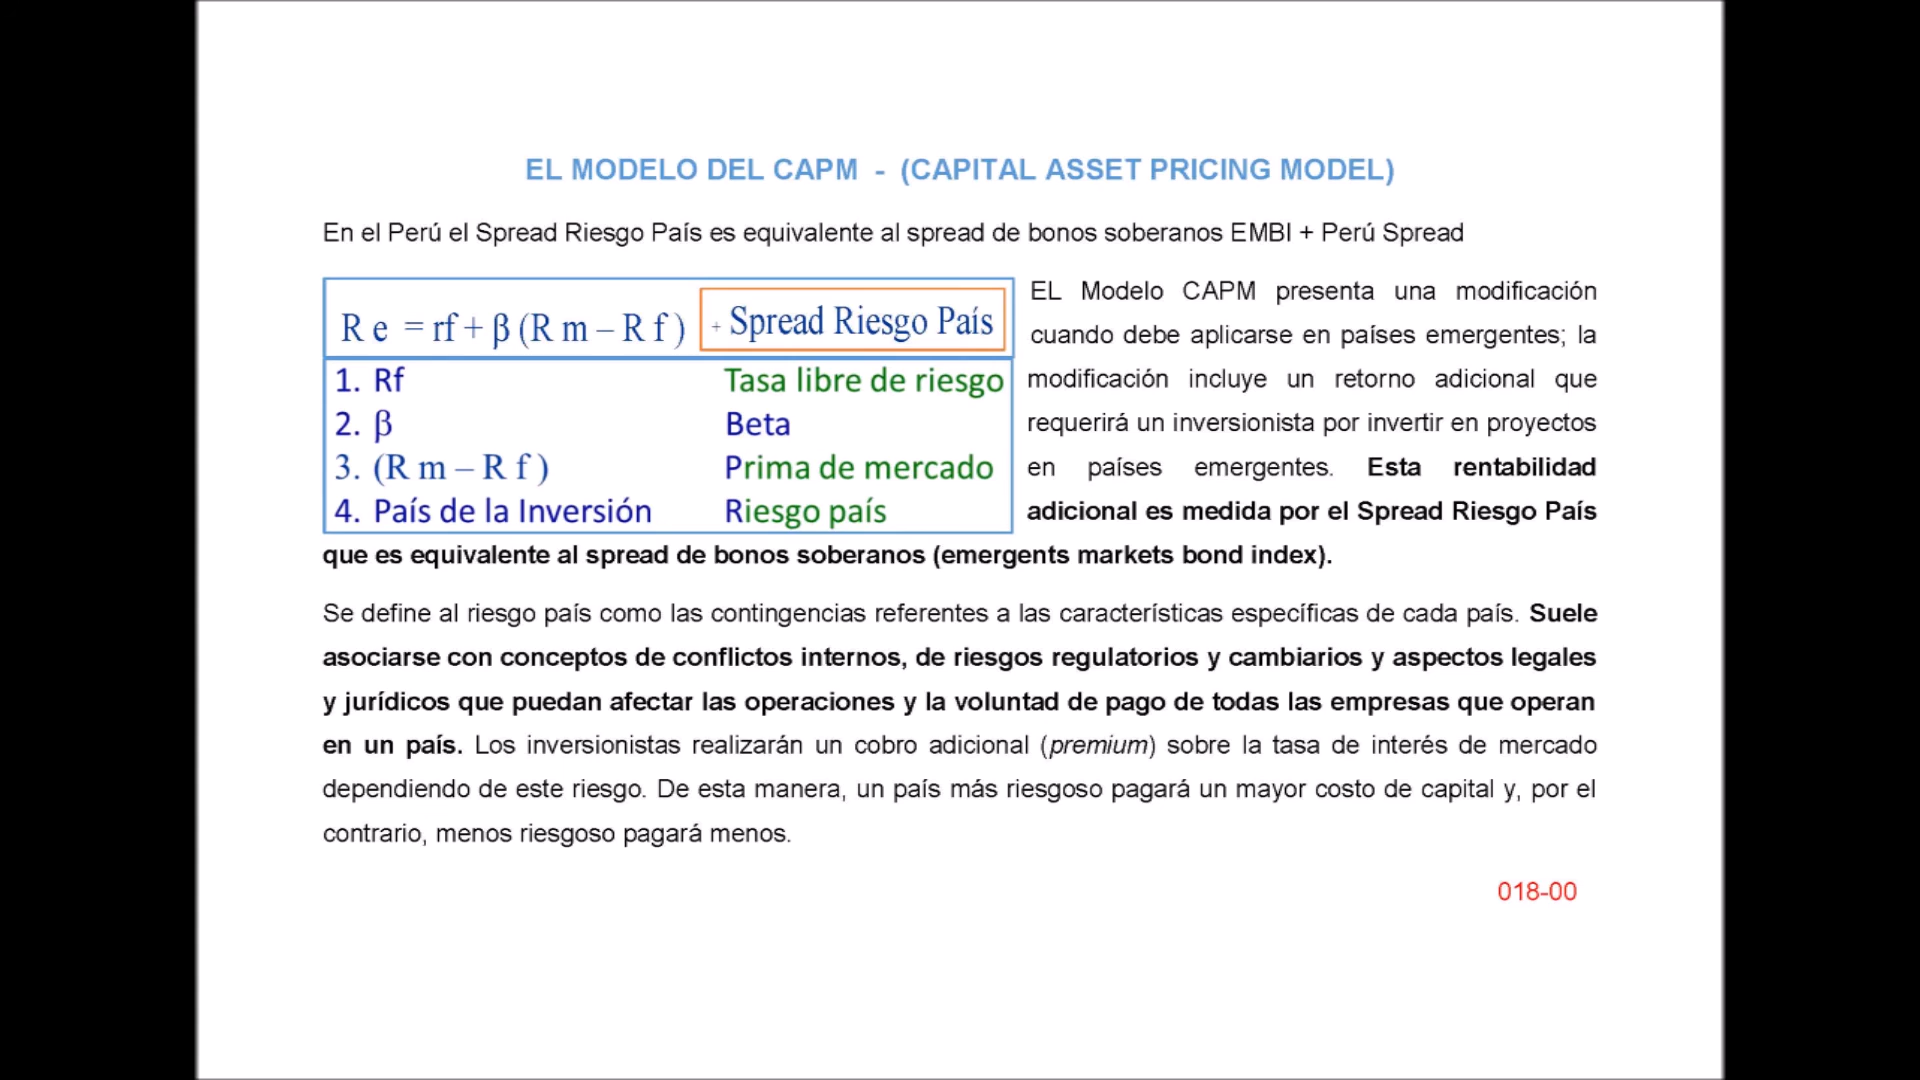 EL MODELO DEL CAPM - (CAPITAL ASSET PRICING MODEL)
En el Perú el Spread Riesgo País es equivalente al spread de bonos soberanos EMBI + Perú Spread
R e = rf + β (R m – R f ) + Spread Riesgo País
1. Rf Tasa libre de riesgo
2. β Beta
3. (R m – R f ) Prima de mercado
4. País de la Inversión Riesgo país
EL Modelo CAPM presenta una modificación
cuando debe aplicarse en países emergentes; la
modificación incluye un retorno adicional que
requerirá un inversionista por invertir en proyectos
en países emergentes. Esta rentabilidad
adicional es medida por el Spread Riesgo País
que es equivalente al spread de bonos soberanos (emergents markets bond index).
Se define al riesgo país como las contingencias referentes a las características específicas de cada país. Suele
asociarse con conceptos de conflictos internos, de riesgos regulatorios y cambiarios y aspectos legales
y jurídicos que puedan afectar las operaciones y la voluntad de pago de todas las empresas que operan
en un país. Los inversionistas realizarán un cobro adicional (premium) sobre la tasa de interés de mercado
dependiendo de este riesgo. De esta manera, un país más riesgoso pagará un mayor costo de capital y, por el
contrario, menos riesgoso pagará menos.
018-00